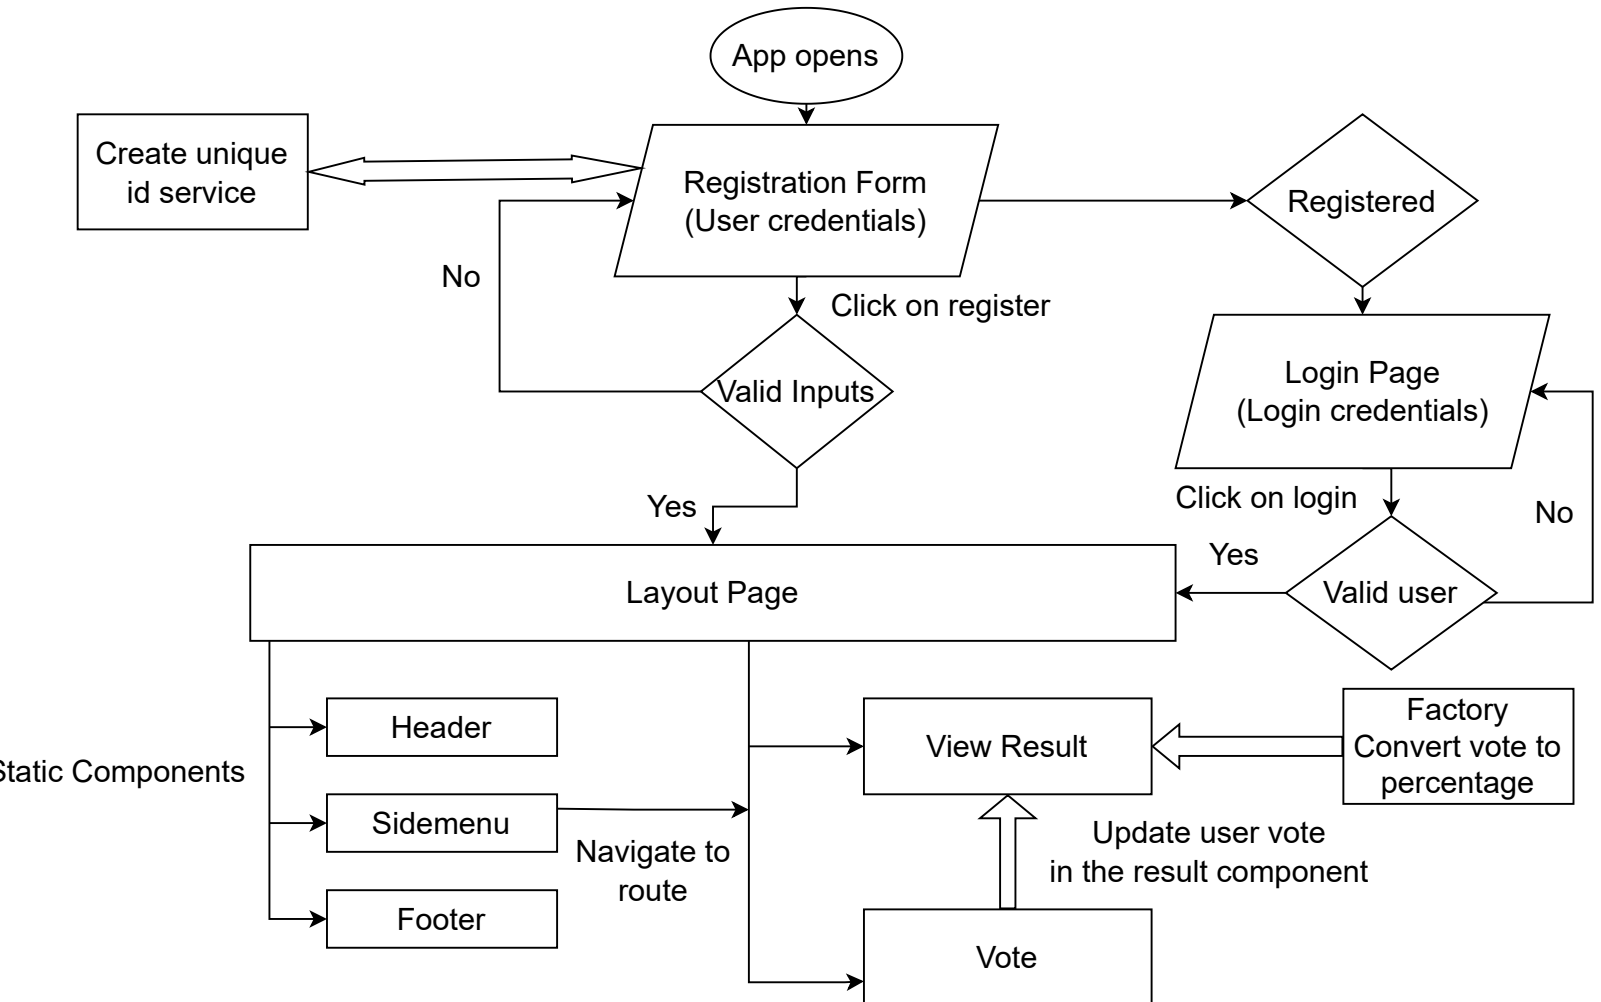 App opens
Create unique
id service
Registration Form
(User credentials)
Registered
No
Click on register
Valid Inputs
Login Page
(Login credentials)
Yes
Click on login
No
Yes
Layout Page
Valid user
Header
View Result
Factory
Convert vote to
percentage
Static Components
Sidemenu
Navigate to
route
Update user vote
in the result component
Footer
Vote